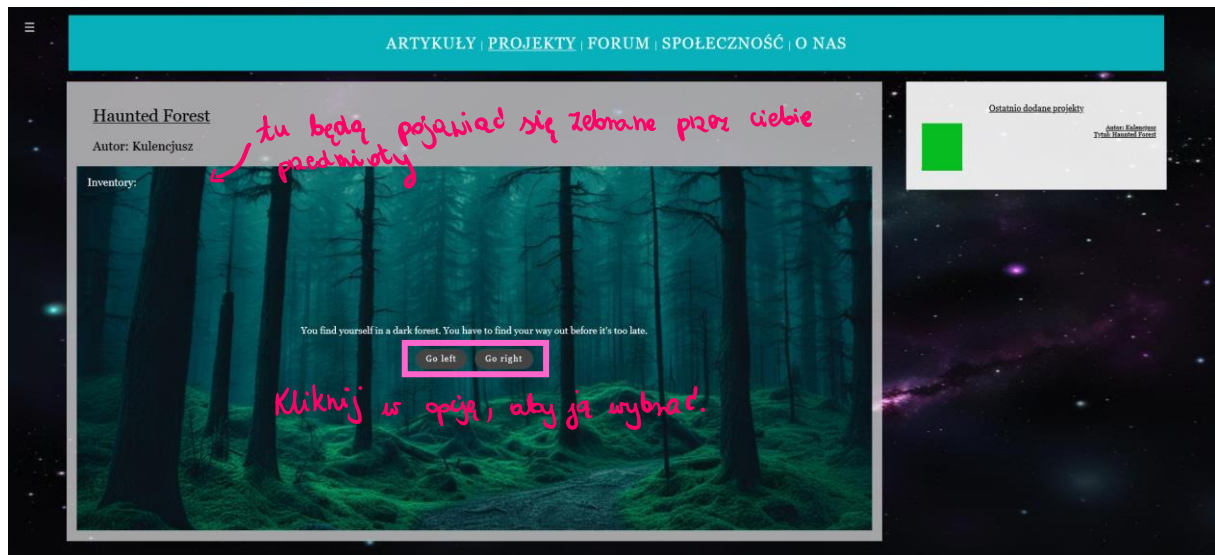 ☰
ARTYKUŁY | PROJEKTY | FORUM | SPOŁECZNOŚĆ | O NAS
Haunted Forest
tu będą pojawiać się zebrane przez ciebie
przedmioty
Autor: Kulencjusz
Inventory:
You find yourself in a dark forest. You have to find your way out before it's too late.
Go left Go right
Kliknij w opcję, aby ją wybrać.
Ostatnio dodane projekty
Autor: Kulencjusz
Tytuł: Haunted Forest